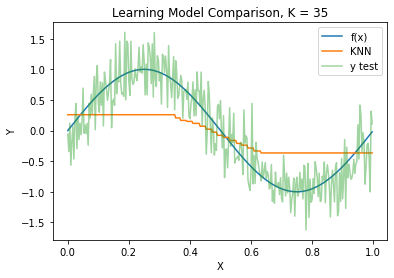 Learning Model Comparison, K = 35
f(x)
KNN
y test
1.5
1.0
0.5
0.0
-0.5
-1.0
-1.5
Y
0.0 0.2 0.4 0.6 0.8 1.0
X